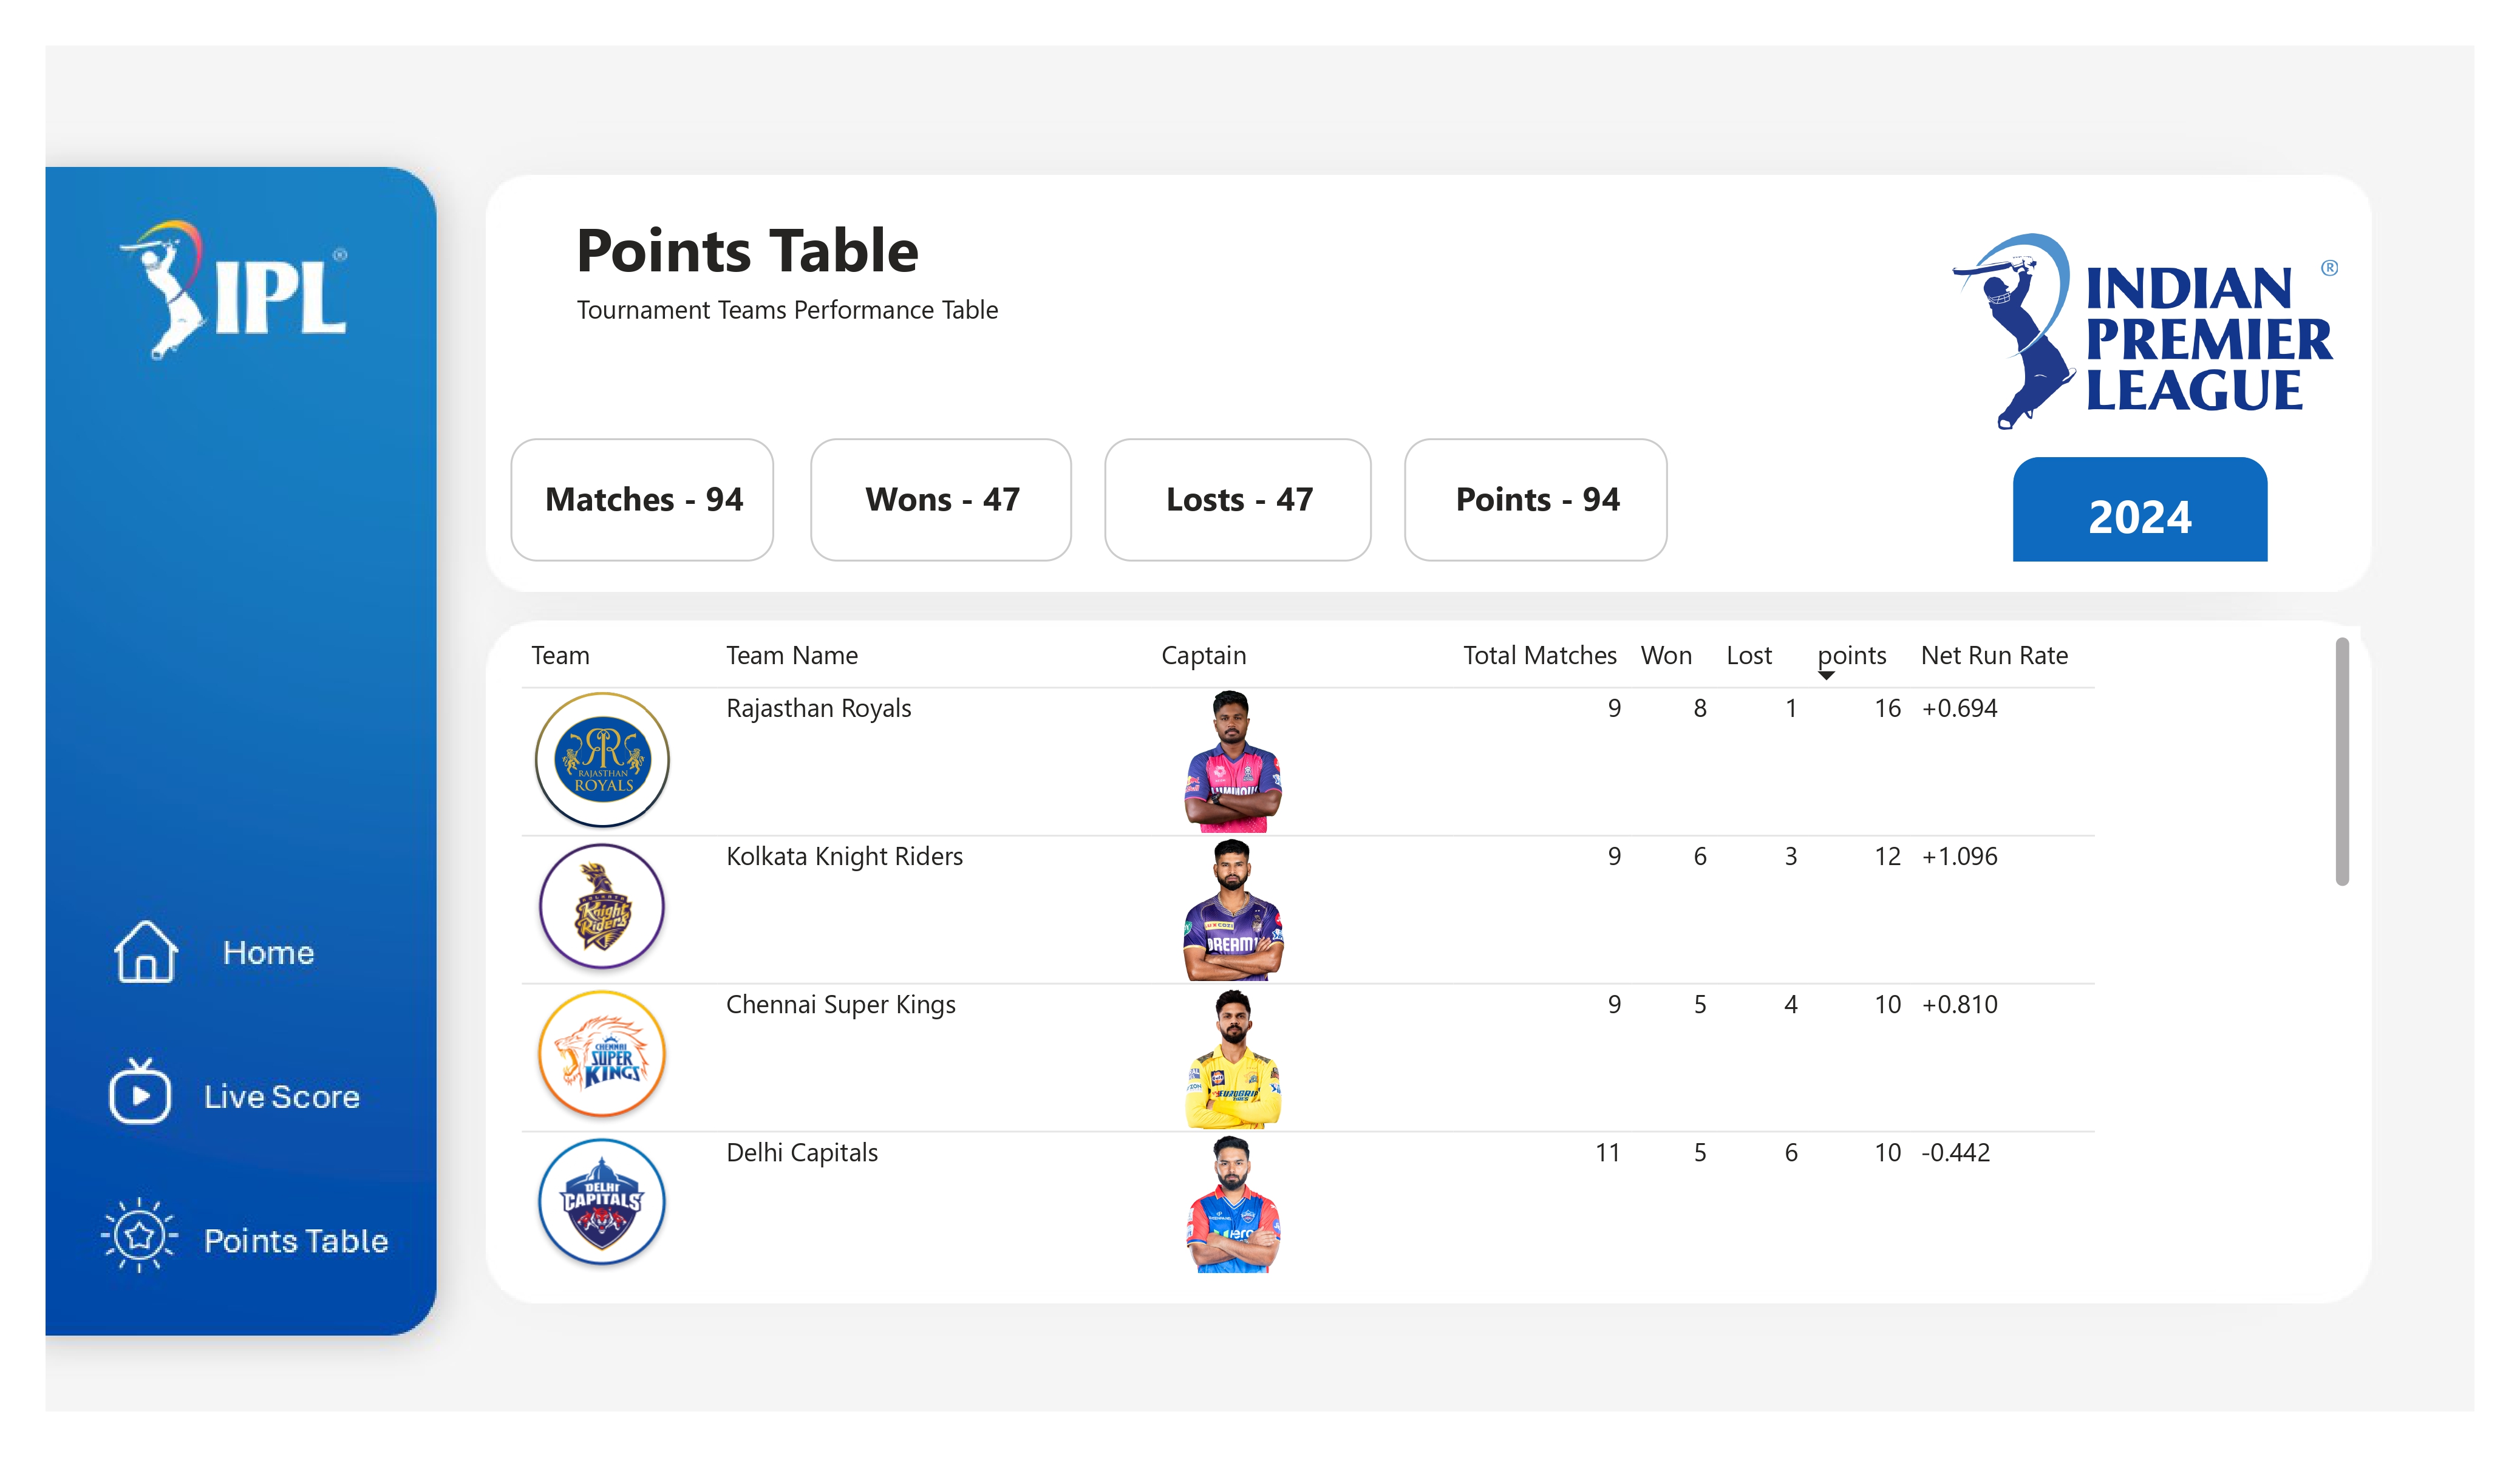 IPL®
Home
Live Score
Points Table
Points Table
Tournament Teams Performance Table
INDIAN ®
PREMIER
LEAGUE
Matches - 94 Wons - 47 Losts - 47 Points - 94
2024
Team Team Name Captain Total Matches Won Lost points Net Run Rate
Rajasthan Royals 9 8 1 16 +0.694
RAJASTHAN
ROYALS
Kolkata Knight Riders 9 6 3 12 +1.096
Knight
Riders
DREAM
Chennai Super Kings 9 5 4 10 +0.810
CHENNAI
SUPER
KINGS
Delhi Capitals 11 5 6 10 -0.442
DELHI
CAPITALS